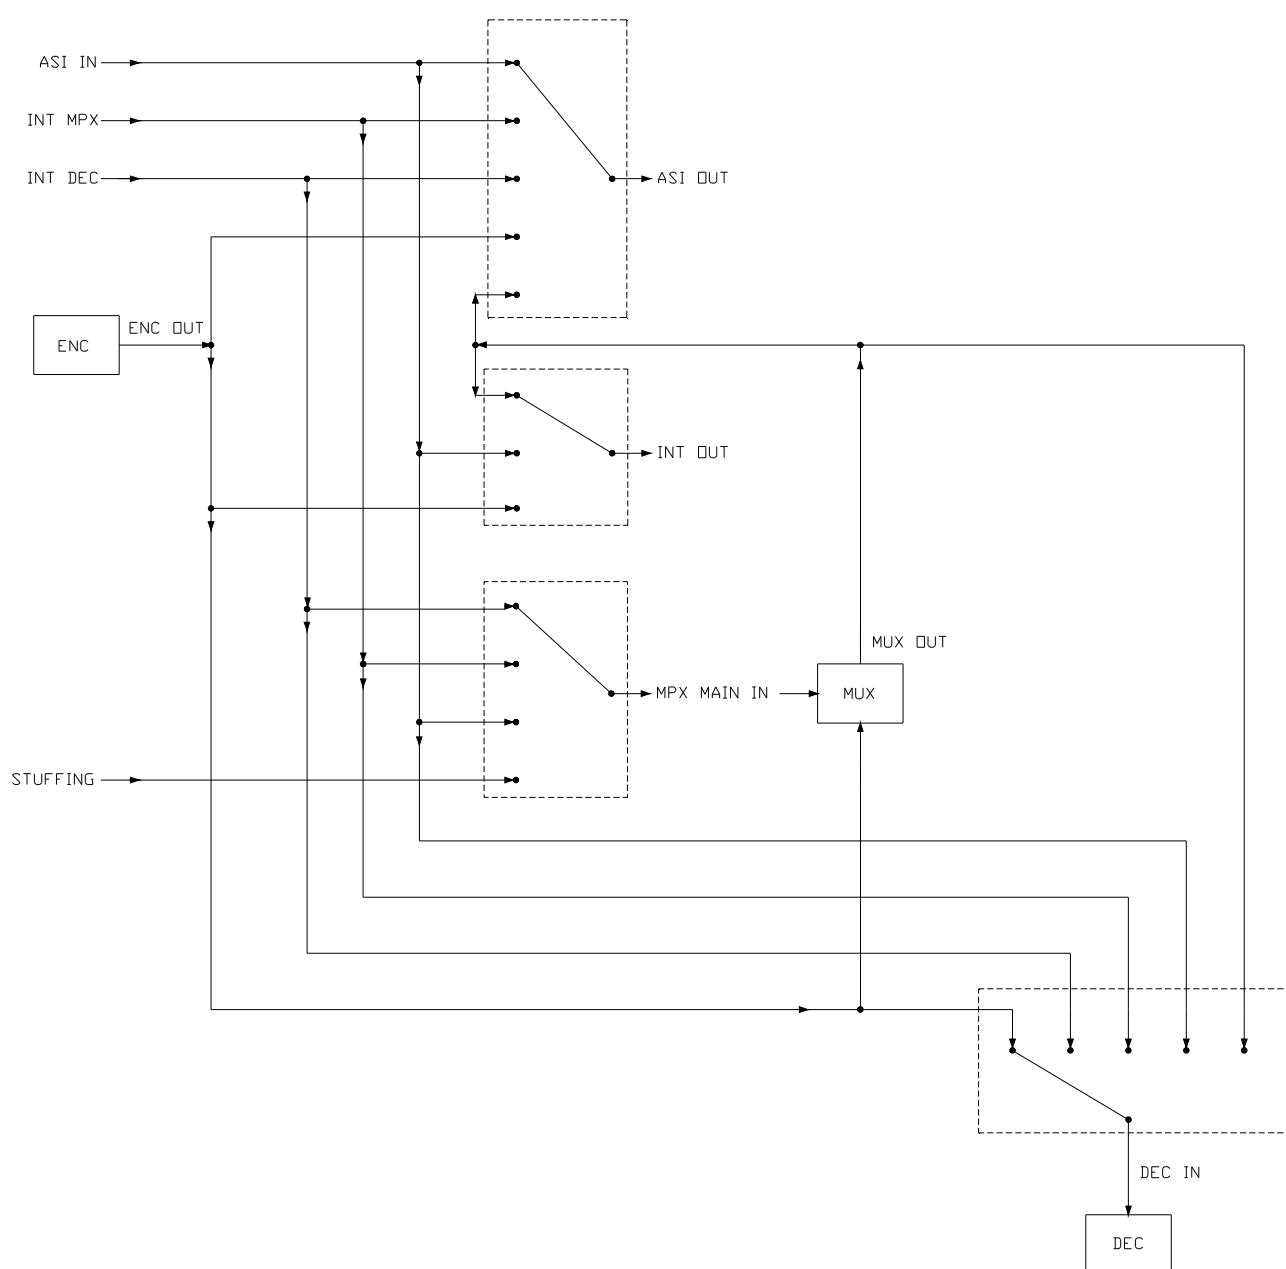 ASI IN
INT MPX
INT DEC
ASI OUT
ENC OUT
ENC
INT OUT
MUX OUT
MPX MAIN IN
MUX
STUFFING
DEC IN
DEC